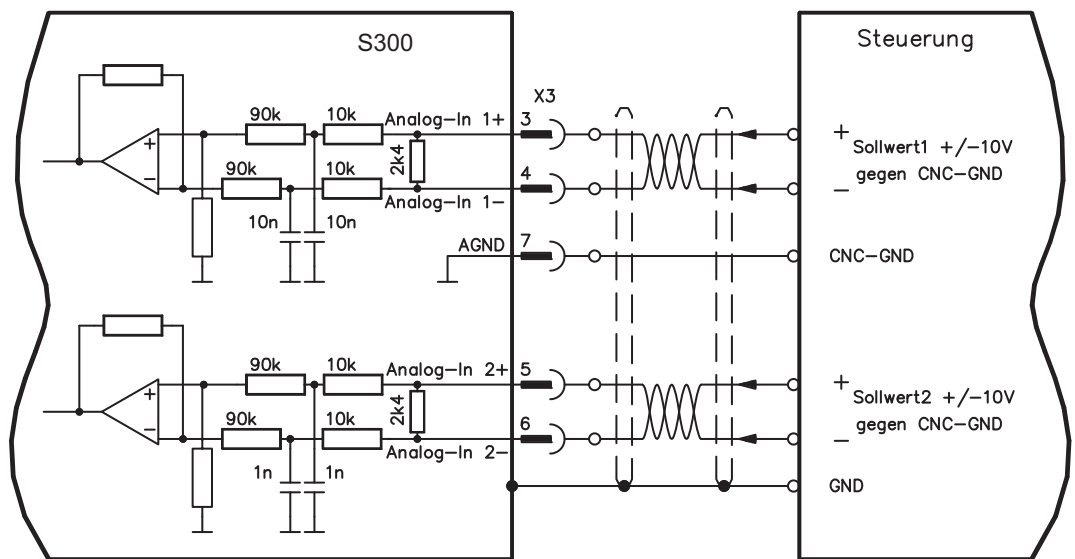 S300
Steuerung
X3
90k
10k
Analog-In 1+
3
+
Sollwert1 +/-10V
gegen CNC-GND
+
−
2k4
90k
10k
4
−
Analog-In 1-
10n
10n
AGND
7
CNC-GND
90k
10k
Analog-In 2+
5
+
Sollwert2 +/-10V
gegen CNC-GND
+
−
2k4
90k
10k
6
−
Analog-In 2-
1n
1n
GND